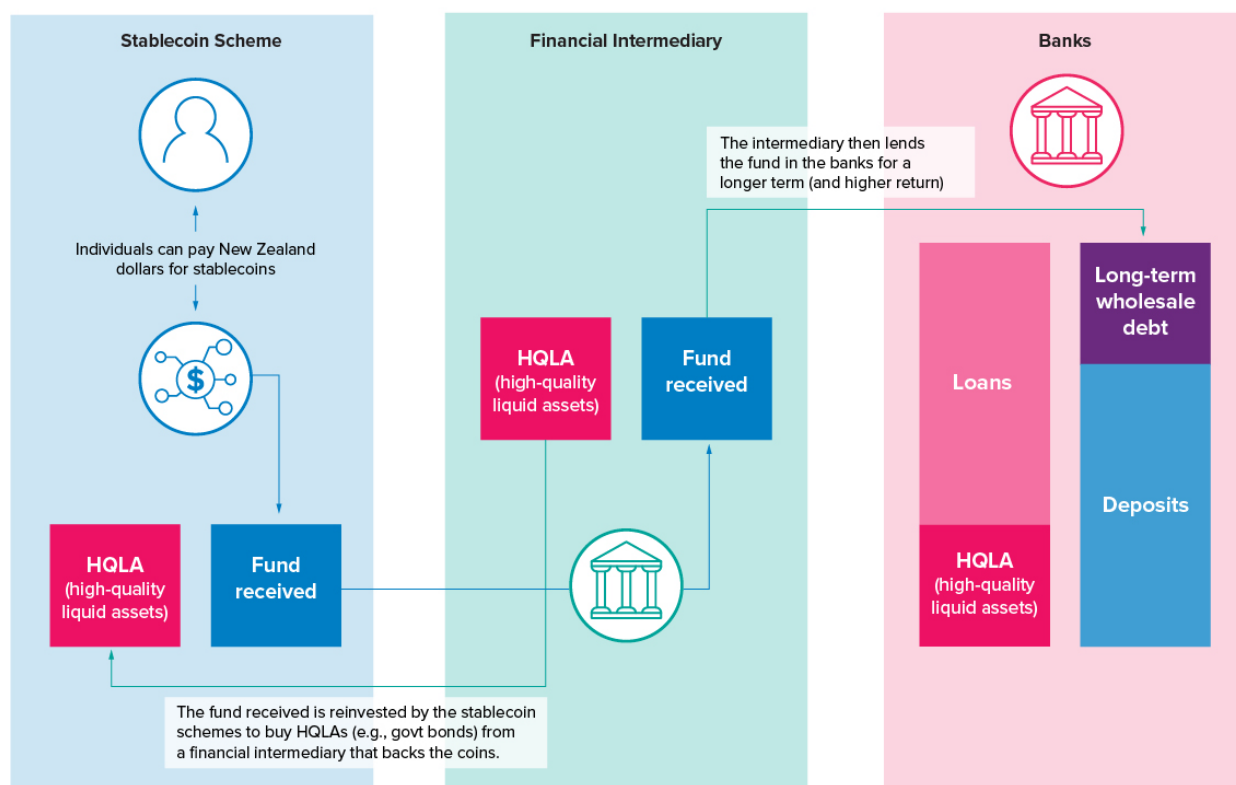 Stablecoin Scheme
Individuals can pay New Zealand
dollars for stablecoins
$
HQLA
(high-quality
liquid assets)
Fund
received
The fund received is reinvested by the stablecoin
schemes to buy HQLAs (e.g., govt bonds) from
a financial intermediary that backs the coins.
Financial Intermediary
HQLA
(high-quality
liquid assets)
Fund
received
The intermediary then lends
the fund in the banks for a
longer term (and higher return)
Banks
Loans
HQLA
(high-quality
liquid assets)
Long-term
wholesale
debt
Deposits